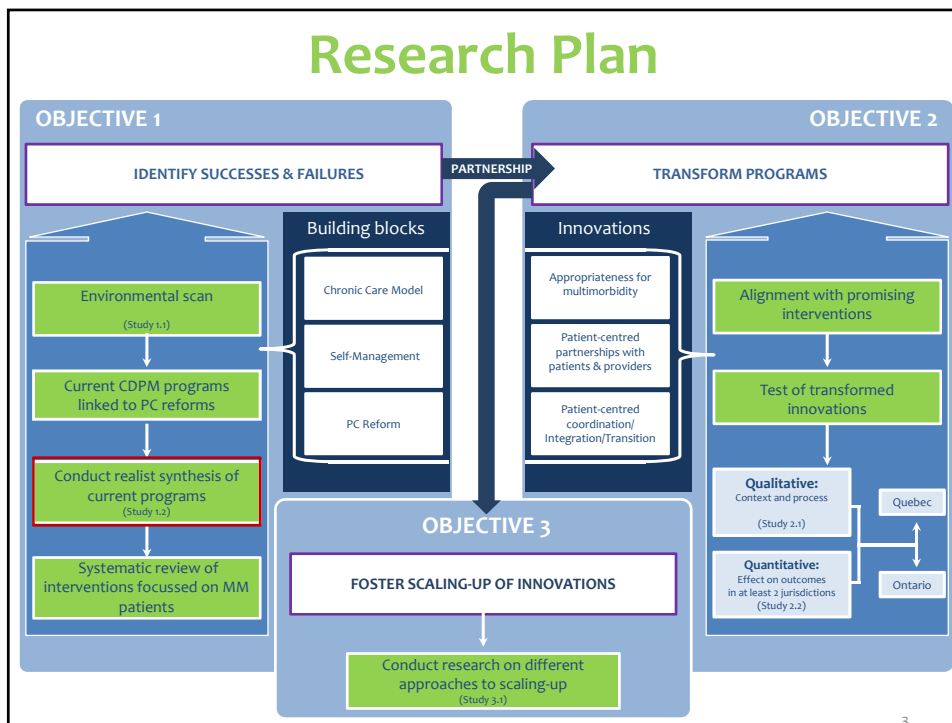 Research Plan
OBJECTIVE 1
IDENTIFY SUCCESSES & FAILURES
PARTNERSHIP
OBJECTIVE 2
TRANSFORM PROGRAMS
Environmental scan
(Study 1.1)
Current CDPM programs
linked to PC reforms
Conduct realist synthesis of
current programs
(Study 1.2)
Systematic review of
interventions focussed on MM
patients
Building blocks
Chronic Care Model
Self-Management
PC Reform
Innovations
Appropriateness for
multimorbidity
Patient-centred
partnerships with
patients & providers
Patient-centred
coordination/
Integration/Transition
Alignment with promising
interventions
Test of transformed
innovations
Qualitative:
Context and process
(Study 2.1)
Quantitative:
Effect on outcomes
in at least 2 jurisdictions
(Study 2.2)
Quebec
Ontario
OBJECTIVE 3
FOSTER SCALING-UP OF INNOVATIONS
Conduct research on different
approaches to scaling-up
(Study 3.1)
3